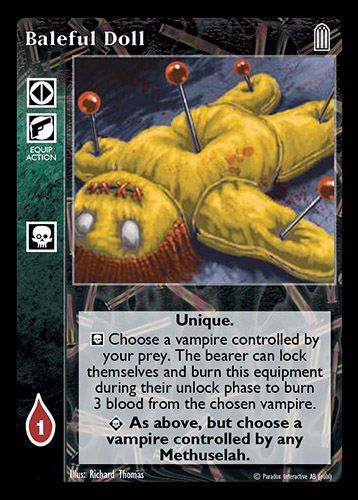 Baleful Doll
EQUIP
ACTION
Unique.
Choose a vampire controlled by
your prey. The bearer can lock
themselves and burn this equipment
during their unlock phase to burn
3 blood from the chosen vampire.
As above, but choose a
vampire controlled by any
Methuselah.
1
Illus: Richard Thomas
© Paradox Interactive AB (publ)